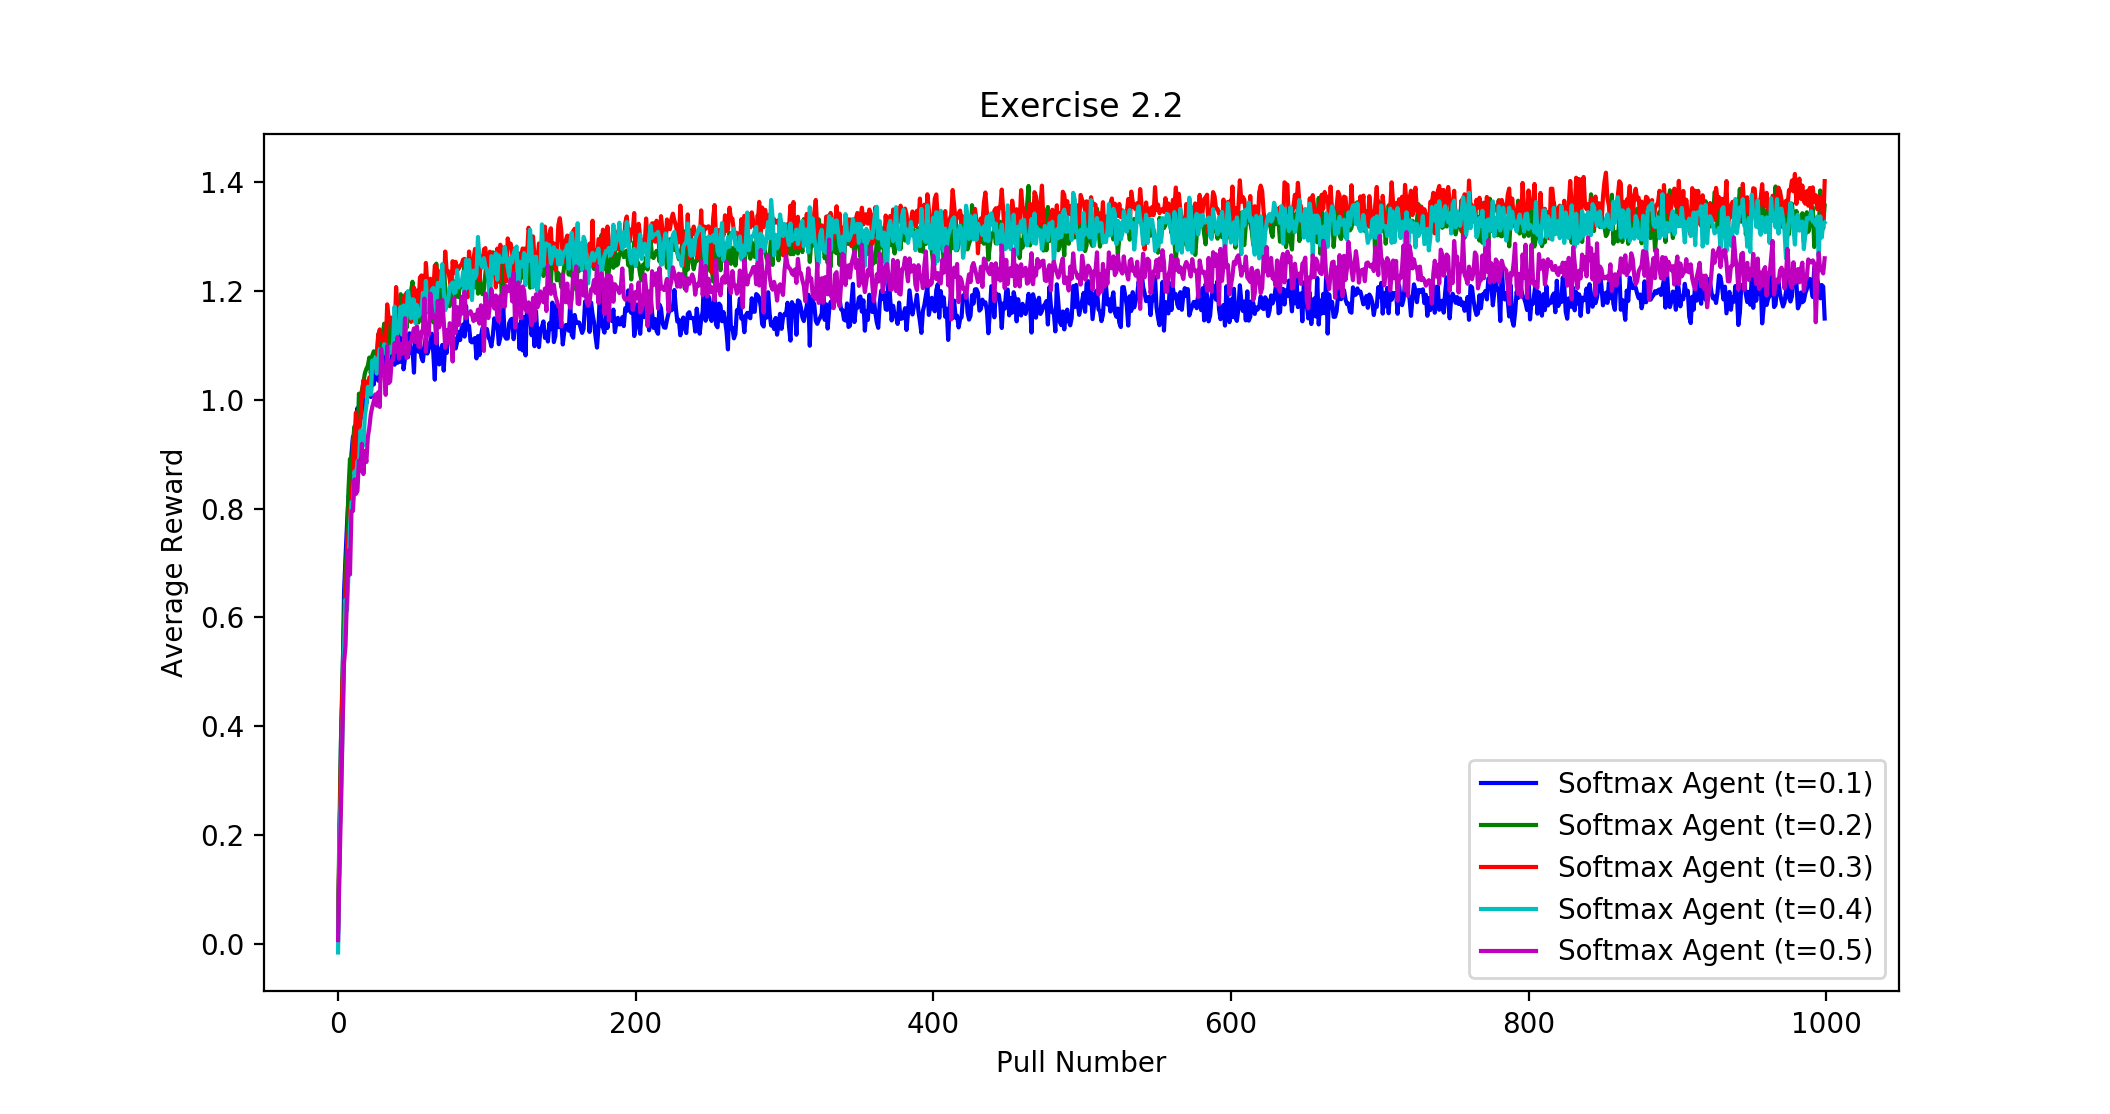 Exercise 2.2
1.4
1.2
1.0
0.8
0.6
0.4
0.2
0.0
Average Reward
0 200 400 600 800 1000
Pull Number
Softmax Agent (t=0.1)
Softmax Agent (t=0.2)
Softmax Agent (t=0.3)
Softmax Agent (t=0.4)
Softmax Agent (t=0.5)